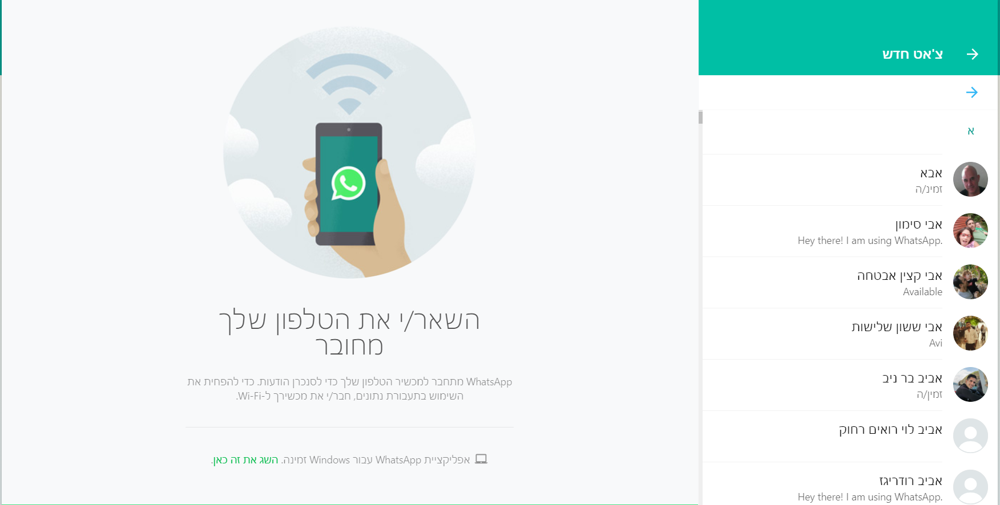 צ'אט חדש
א
אבא
זמינ/ה
אבי סימון
Hey there! I am using WhatsApp.
אבי קצין אבטחה
Available
אבי ששון שלישות
Avi
אביב בר ניב
זמין/ה
אביב לוי רואים רחוק
אביב רודריגז
Hey there! I am using WhatsApp.
השאר/י את הטלפון שלך
מחובר
WhatsApp מתחבר למכשיר הטלפון שלך כדי לסנכרן הודעות. כדי להפחית את
השימוש בתעבורת נתונים, חבר/י את מכשירך ל-Wi-Fi.
אפליקציית WhatsApp עבור Windows זמינה. השג את זה כאן.